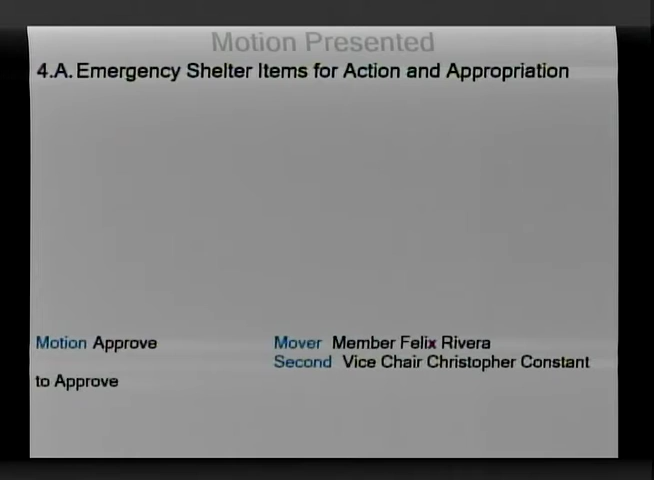 Motion Presented
4.A. Emergency Shelter Items for Action and Appropriation
Motion Approve
Mover Member Felix Rivera
Second Vice Chair Christopher Constant
to Approve